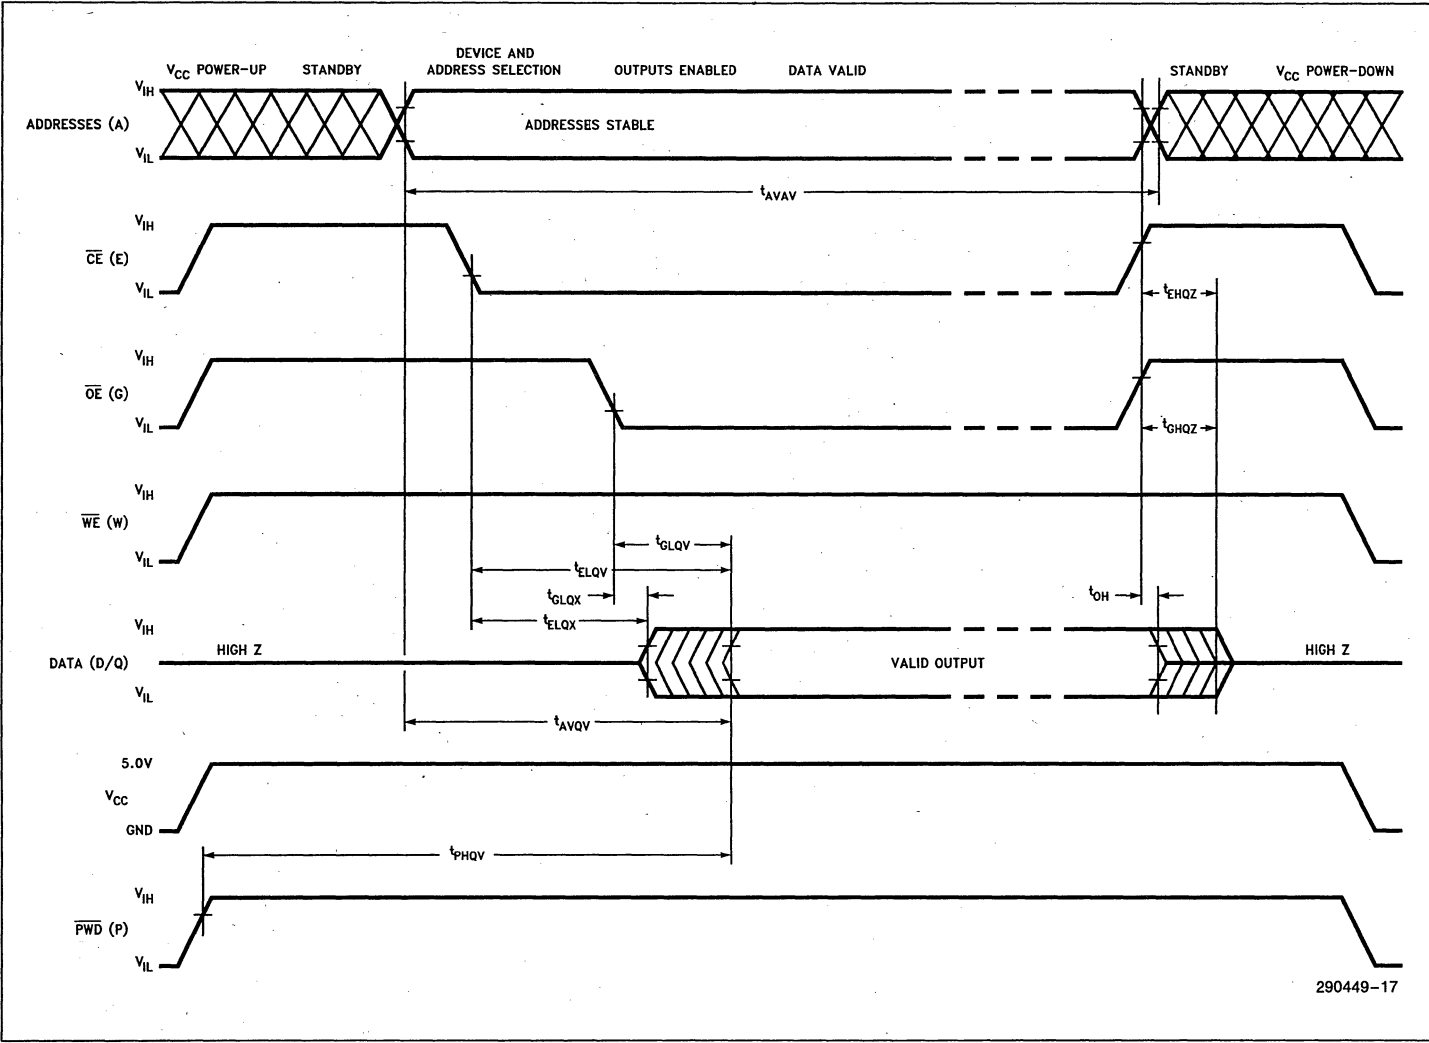 DEVICE AND
VCC POWER-UP STANDBY ADDRESS SELECTION OUTPUTS ENABLED DATA VALID STANDBY VCC POWER-DOWN
VIH
ADDRESSES (A) ADDRESSES STABLE
VIL
tAVAV
VIH
CE (E)
VIL
tEHQZ
VIH
OE (G)
VIL
tGHQZ
VIH
WE (W)
VIL
tGLQV
tELQV
tGLQX tOH
tELQX
VIH
HIGH Z HIGH Z
DATA (D/Q) VALID OUTPUT
VIL
tAVQV
5.0V
VCC
GND
tPHQV
VIH
PWD (P)
VIL
290449-17